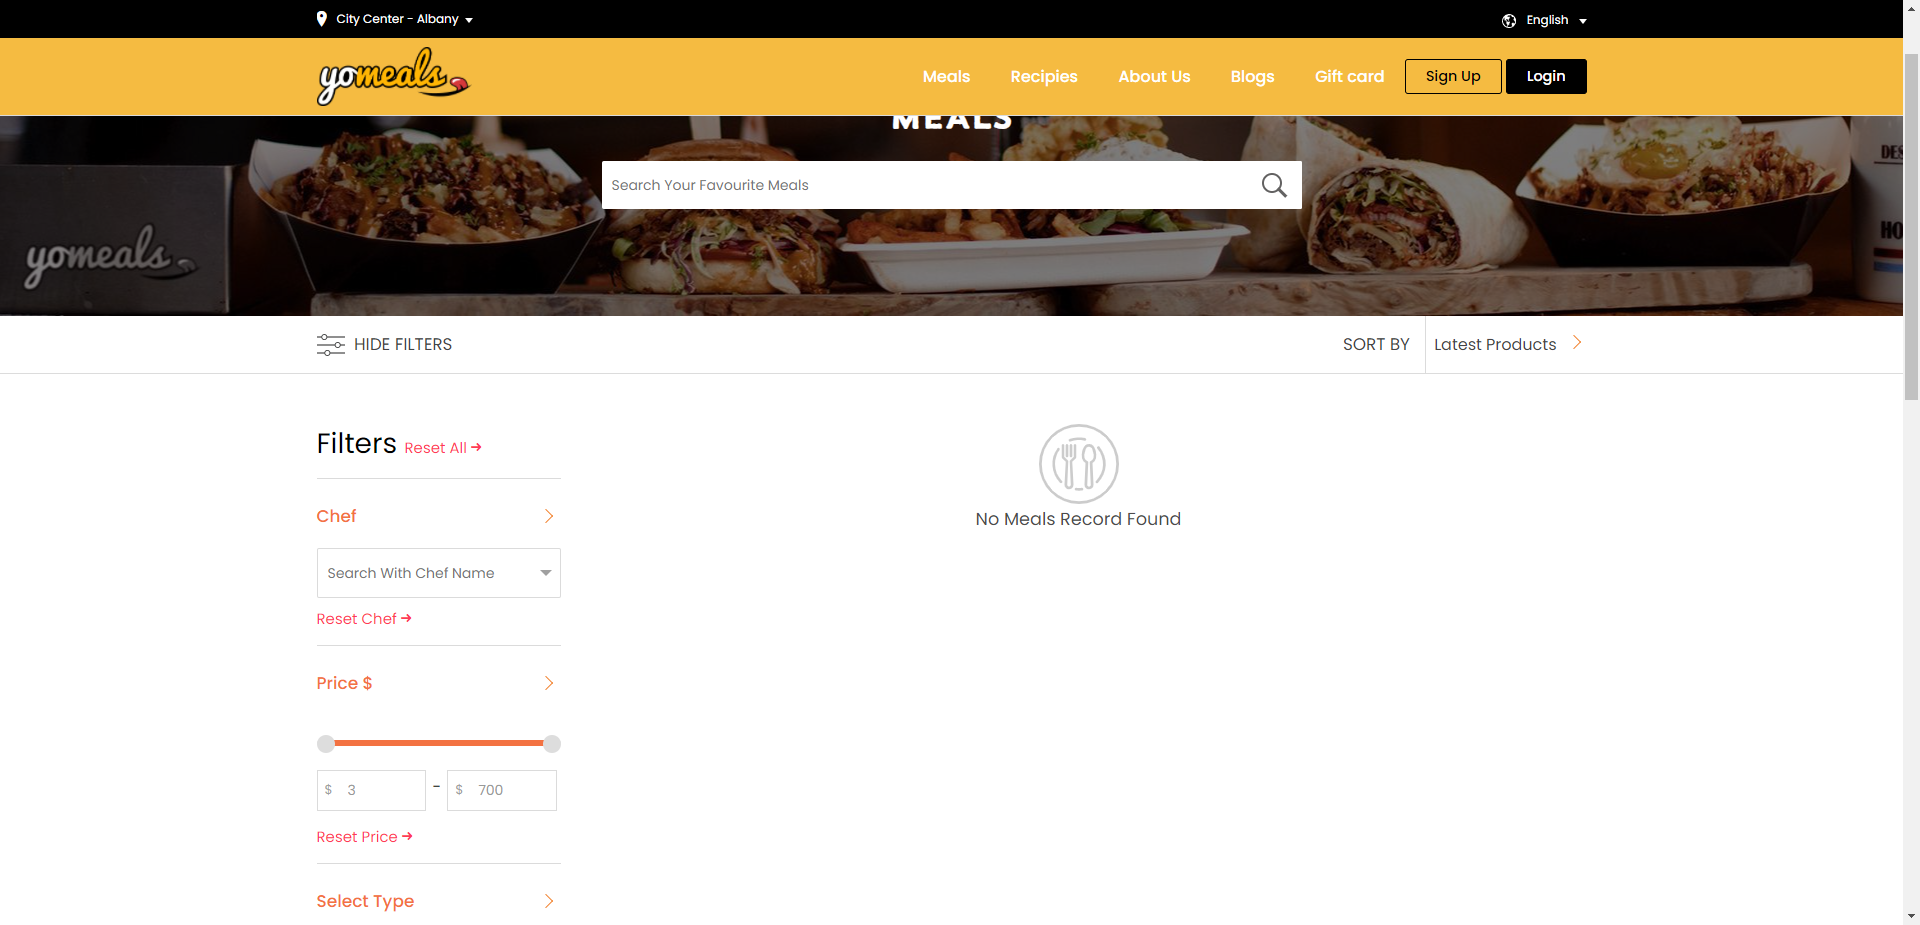 City Center - Albany
English
yomeals
Meals
Recipies
About Us
Blogs
Gift card
Sign Up
Login
MEALS
Search Your Favourite Meals
yomeals
DES
HO
HIDE FILTERS
SORT BY
Latest Products
Filters Reset All
No Meals Record Found
Chef
Search With Chef Name
Reset Chef
Price $
$ 3 - $ 700
Reset Price
Select Type